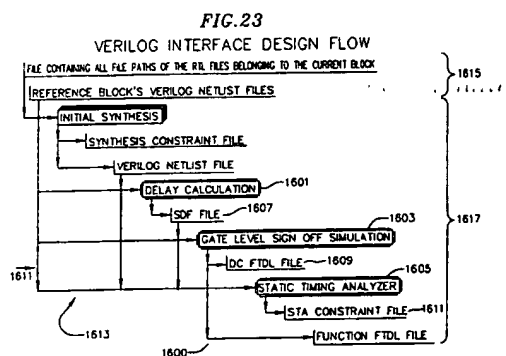 FIG.23
VERILOG INTERFACE DESIGN FLOW
FILE CONTAINING ALL FILE PATHS OF THE RTL FILES BELONGING TO THE CURRENT BLOCK
1615
REFERENCE BLOCK'S VERILOG NETLIST FILES
INITIAL SYNTHESIS
SYNTHESIS CONSTRAINT FILE
VERILOG NETLIST FILE
DELAY CALCULATION
1601
SDF FILE
1607
1603
1617
GATE LEVEL SIGN OFF SIMULATION
1611
DC FTDL FILE
1609
1605
STATIC TIMING ANALYZER
STA CONSTRAINT FILE
1611
1613
FUNCTION FTDL FILE
1600